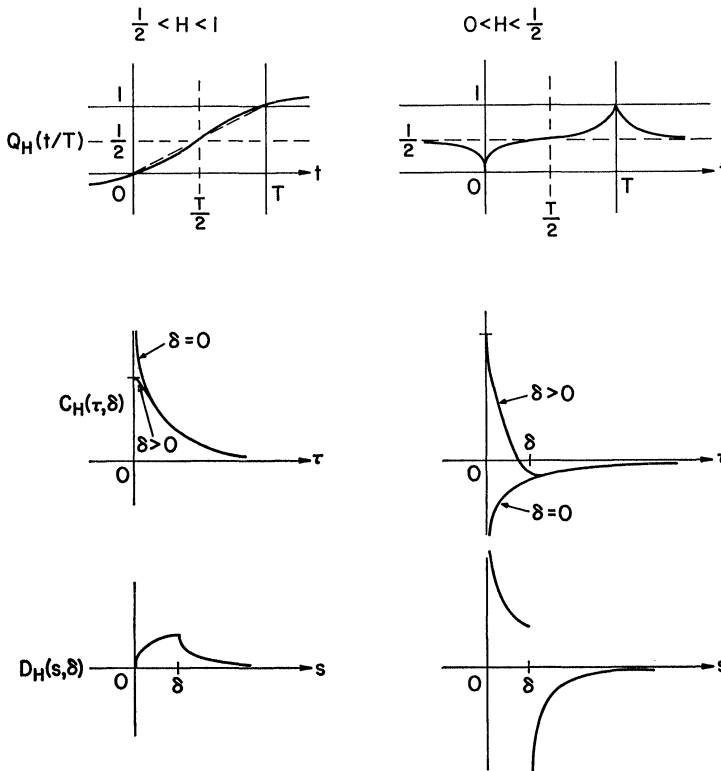 1/2 < H < 1
0 < H < 1/2
Q_H(t/T)
1
1/2
0
T/2
T
t
1
1/2
0
T/2
T
t
C_H(τ,δ)
δ=0
δ>0
0
τ
δ>0
δ
0
δ=0
τ
D_H(s,δ)
0
δ
s
0
δ
s